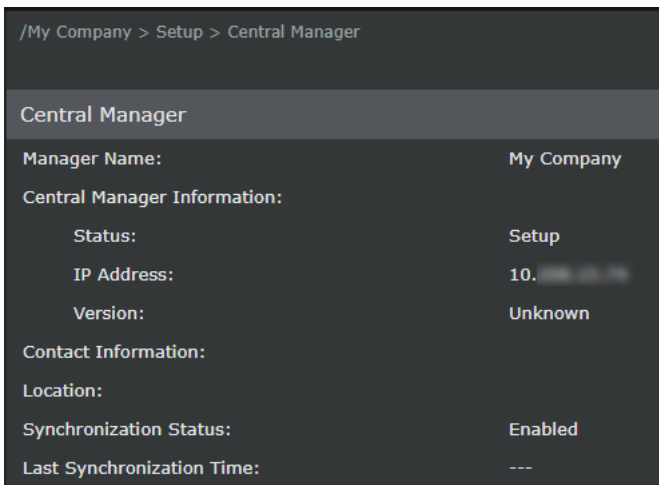 /My Company > Setup > Central Manager
Central Manager
Manager Name: My Company
Central Manager Information:
Status: Setup
IP Address: 10.
Version: Unknown
Contact Information:
Location:
Synchronization Status: Enabled
Last Synchronization Time: ---